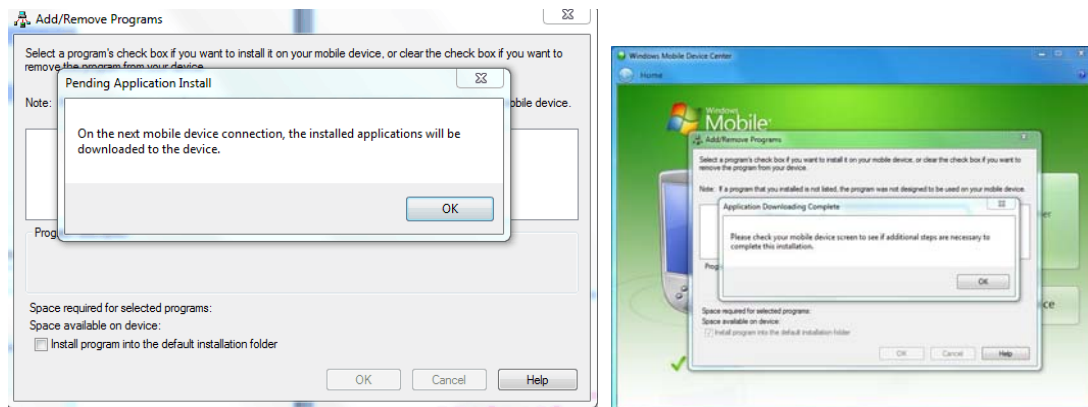 Add/Remove Programs
Select a program's check box if you want to install it on your mobile device, or clear the check box if you want to
remove the program from your device.
Pending Application Install
Note:
obile device.
On the next mobile device connection, the installed applications will be
downloaded to the device.
OK
Prog
Space required for selected programs:
Space available on device:
Install program into the default installation folder
OK
Cancel
Help
Windows Mobile Device Center
Home
Windows
Mobile
Add/Remove Programs
Select a program's check box if you want to install it on your mobile device, or clear the check box if you want to
remove the program from your device.
Note: If a program that you installed is not listed, the program was not designed to be used on your mobile device.
Application Downloading Complete
er
Please check your mobile device screen to see if additional steps are necessary to
complete this installation.
Prog
OK
ce
Space required for selected programs:
Space available on device:
Install program into the default installation folder
OK
Cancel
Help